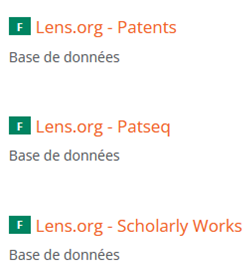 F Lens.org - Patents
Base de données
F Lens.org - Patseq
Base de données
F Lens.org - Scholarly Works
Base de données